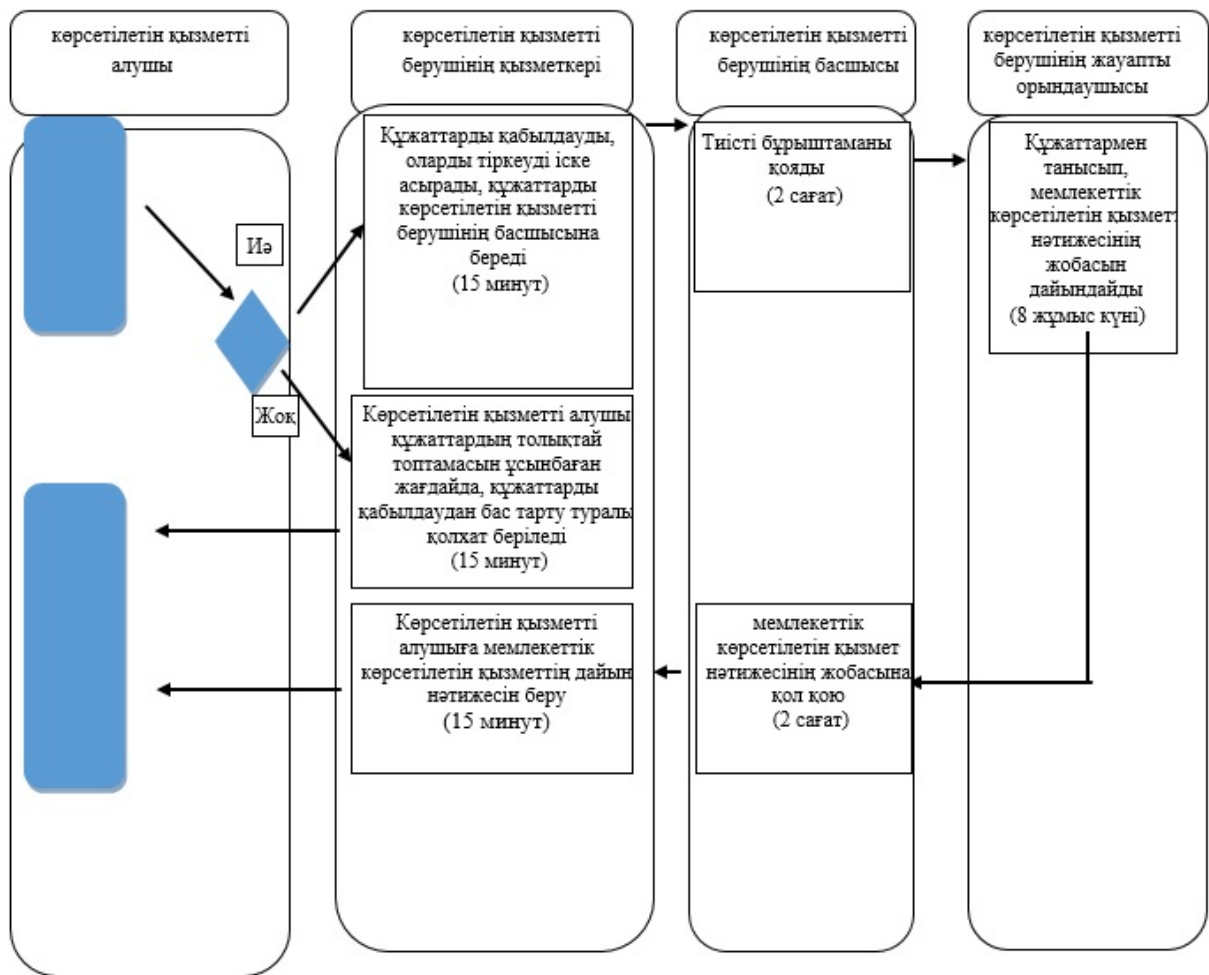 көрсетілетін қызметті
алушы
көрсетілетін қызметті
берушінің қызметкері
көрсетілетін қызметті
берушінің басшысы
көрсетілетін қызметті
берушінің жауапты
орындаушысы
Құжаттарды қабылдауды,
оларды тіркеуді іске
асырады, құжаттарды
көрсетілетін қызметті
берушінің басшысына
береді
(15 минут)
Тиісті бұрыштаманы
қояды
(2 сағат)
Құжаттармен
танысып,
мемлекеттік
көрсетілетін қызмет
нәтижесінің
жобасын
дайындайды
(8 жұмыс күні)
Иә
Жоқ
Көрсетілетін қызметті алушы
құжаттардың толықтай
топтамасын ұсынбаған
жағдайда, құжаттарды
қабылдаудан бас тарту туралы
қолхат беріледі
(15 минут)
Көрсетілетін қызметті
алушыға мемлекеттік
көрсетілетін қызметтің дайын
нәтижесін беру
(15 минут)
мемлекеттік
көрсетілетін қызмет
нәтижесінің жобасына
қол қою
(2 сағат)